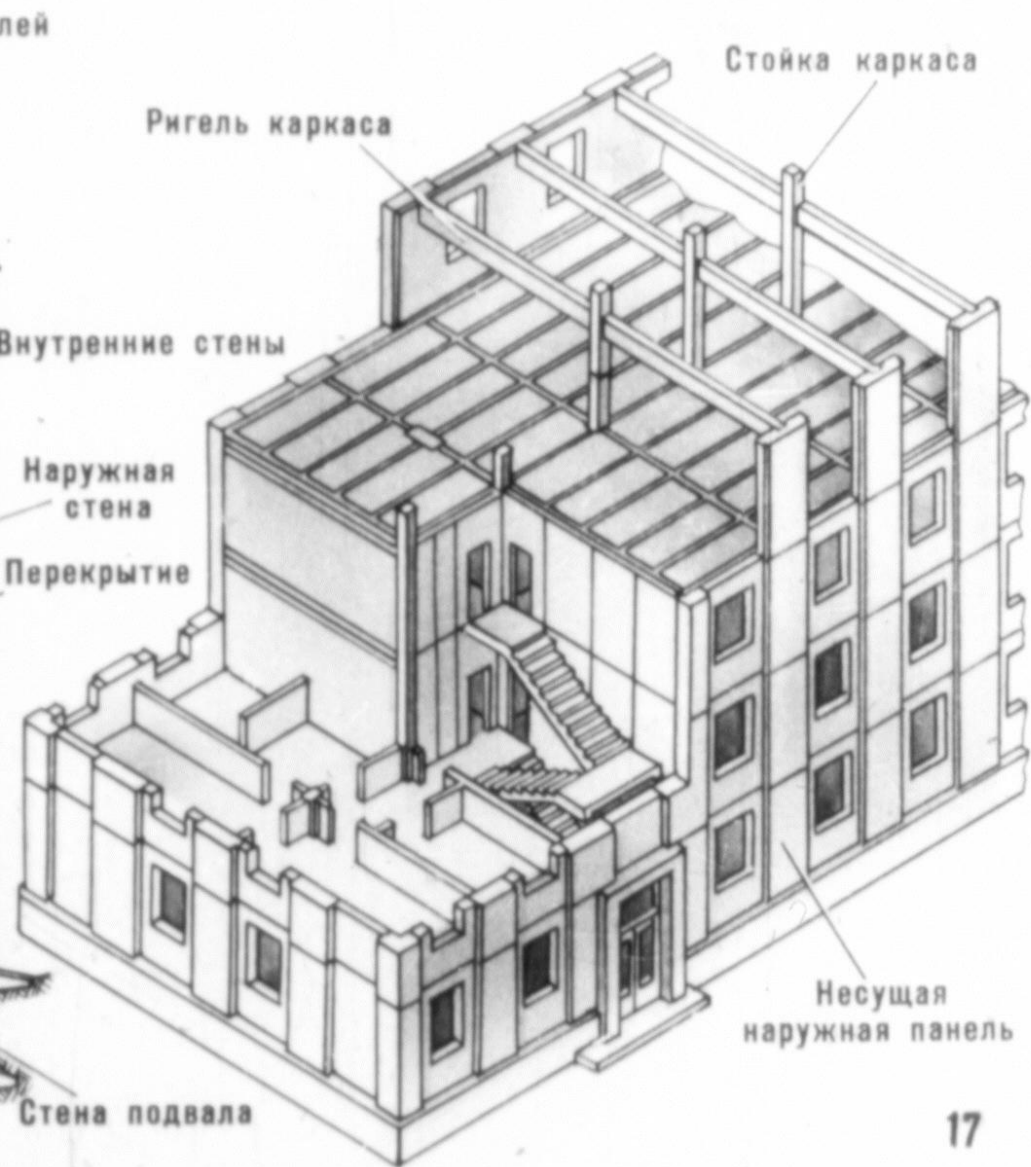 лей
Стойка каркаса
Ригель каркаса
Внутренние стены
Наружная
стена
Перекрытие
Несущая
наружная панель
Стена подвала
17